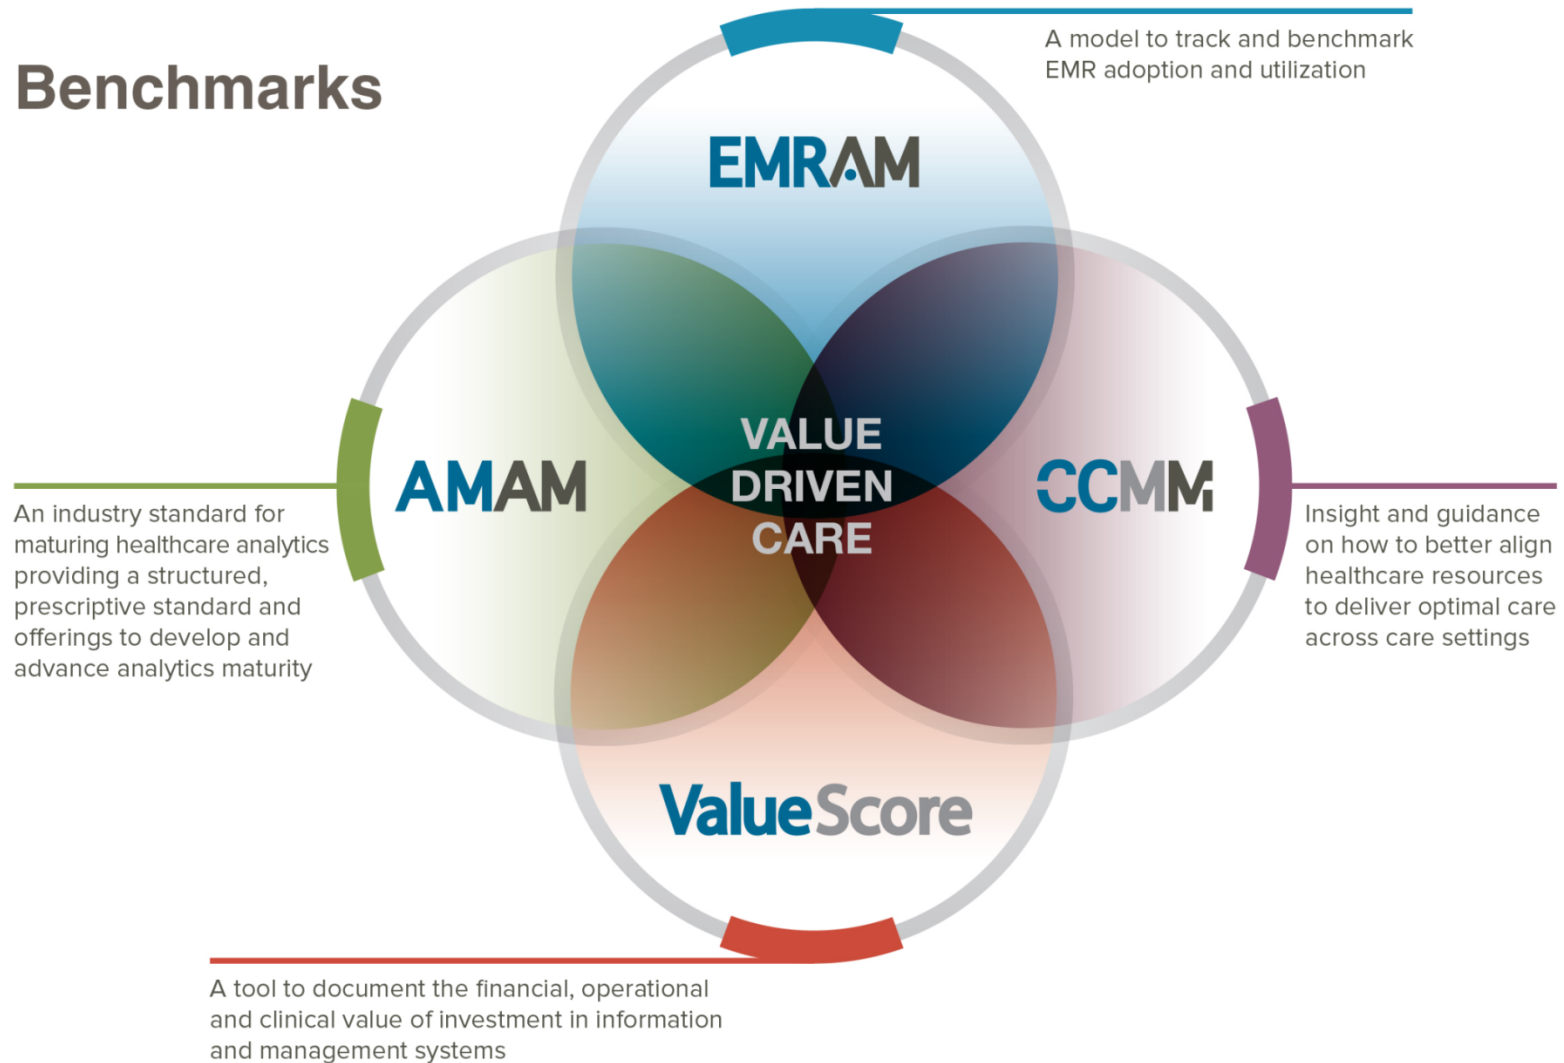 Benchmarks
A model to track and benchmark
EMR adoption and utilization
EMRAM
AMAM
VALUE
DRIVEN
CARE
CCMM
An industry standard for
maturing healthcare analytics
providing a structured,
prescriptive standard and
offerings to develop and
advance analytics maturity
Insight and guidance
on how to better align
healthcare resources
to deliver optimal care
across care settings
ValueScore
A tool to document the financial, operational
and clinical value of investment in information
and management systems